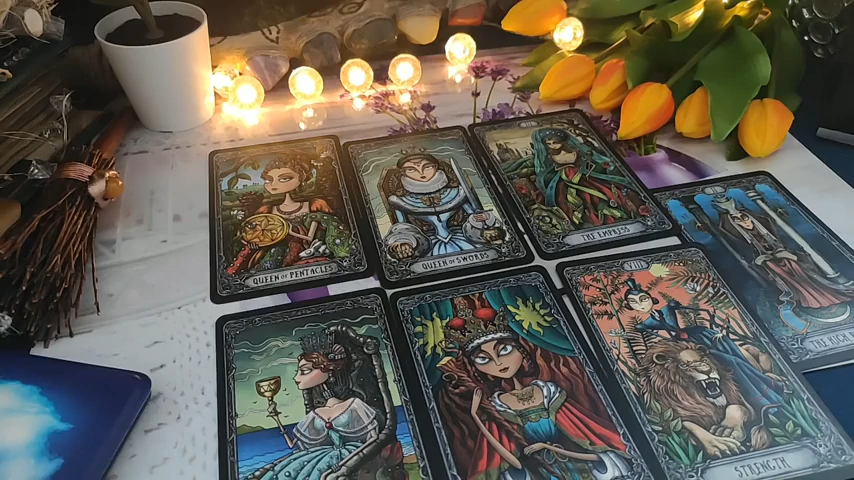 QUEEN OF PENTACLES
QUEEN OF SWORDS
THE EMPRESS
THE HIGH
VIII
STRENGTH